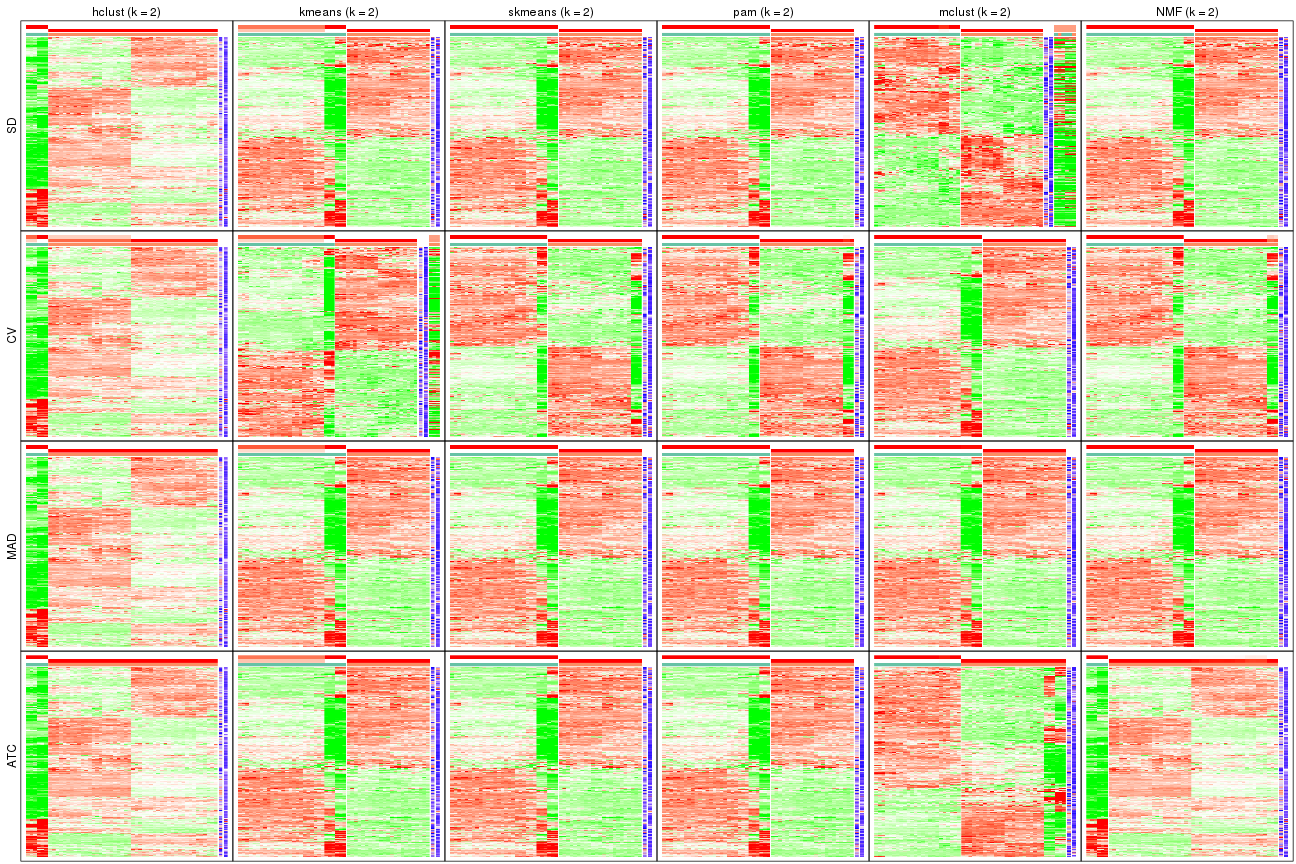 hclust (k = 2) kmeans (k = 2) skmeans (k = 2) pam (k = 2) mclust (k = 2) NMF (k = 2)
SD
CV
MAD
ATC